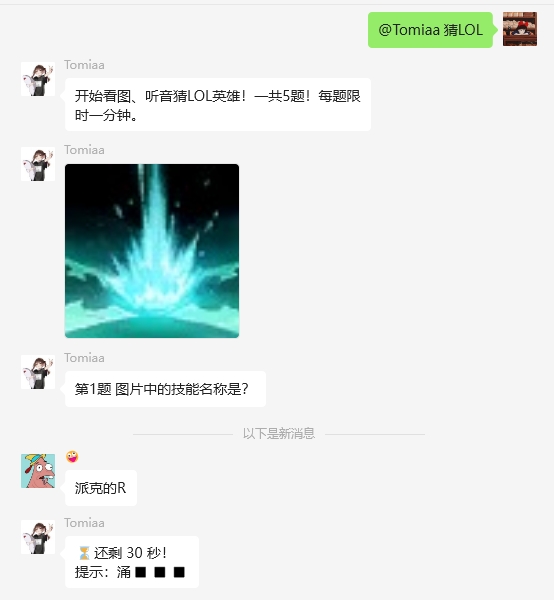 @Tomiaa 猜LOL
Tomiaa
开始看图、听音猜LOL英雄！一共5题！每题限
时一分钟。
Tomiaa
Tomiaa
第1题 图片中的技能名称是？
以下是新消息
派克的R
Tomiaa
⏳还剩 30 秒！
提示：涌 ■ ■ ■